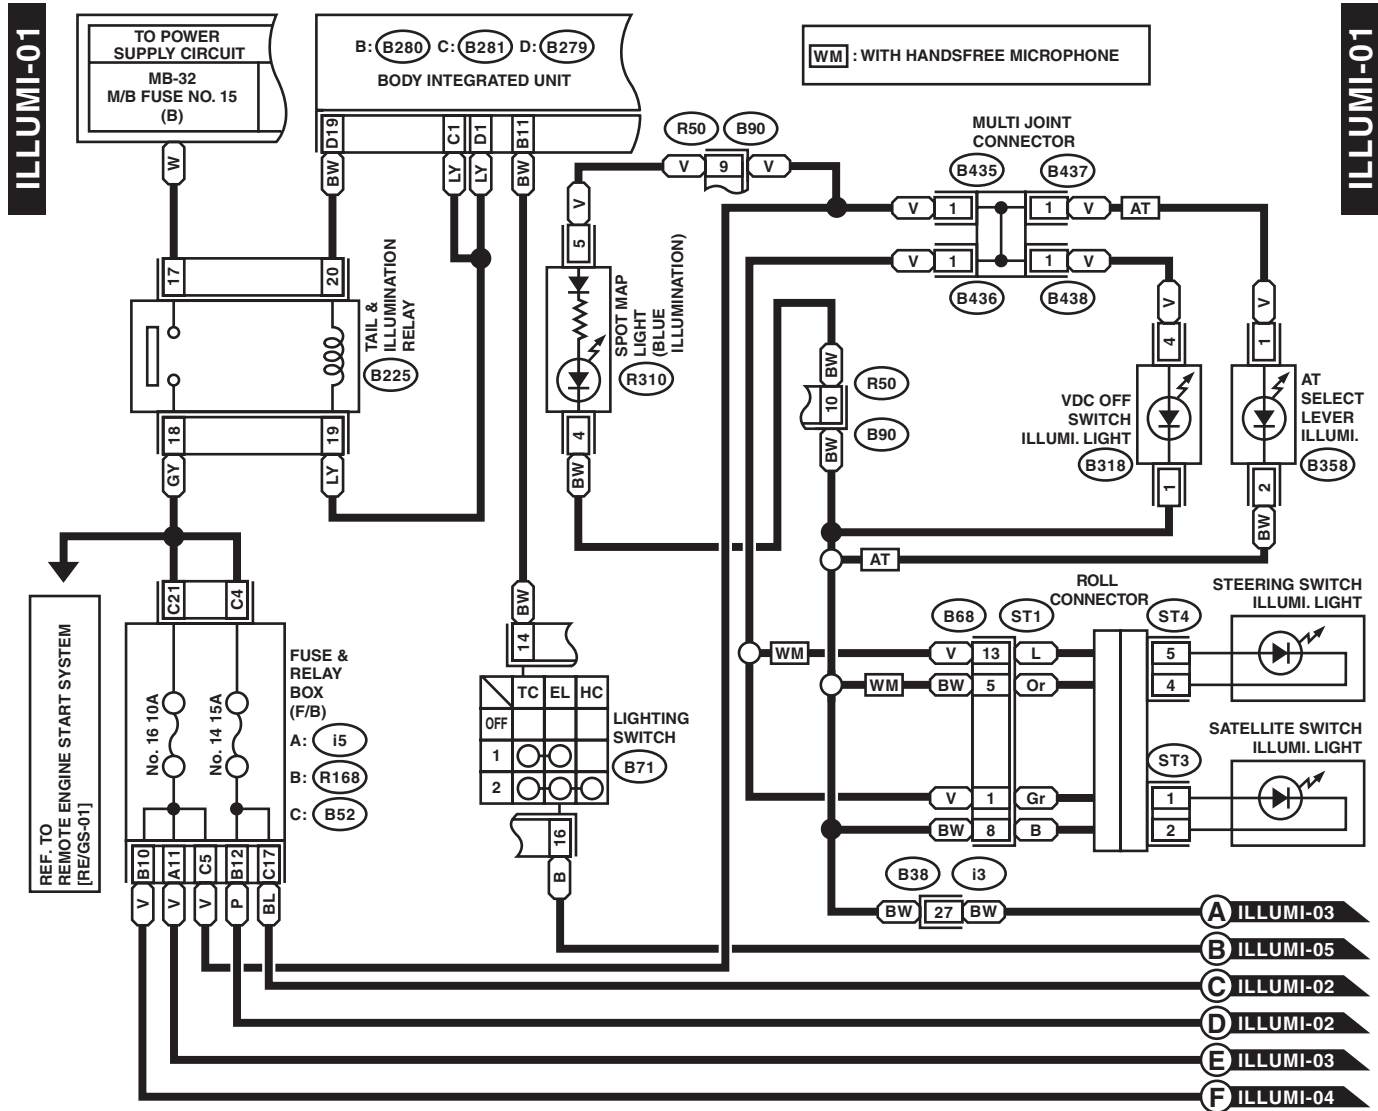 ILLUMI-01
ILLUMI-01
TO POWER
SUPPLY CIRCUIT
MB-32
M/B FUSE NO. 15
(B)
B: B280 C: B281 D: B279
BODY INTEGRATED UNIT
WM : WITH HANDSFREE MICROPHONE
D19
C1
D1
B11
W
BW
LY
LY
BW
R50
B90
V
9
V
MULTI JOINT
CONNECTOR
B435
B437
V
1
1
V
AT
V
1
1
V
B436
B438
V
5
17
20
TAIL &
ILLUMINATION
RELAY
B225
SPOT MAP
LIGHT
(BLUE
ILLUMINATION)
R310
BW
10
BW
R50
B90
V
4
V
1
VDC OFF
SWITCH
ILLUMI. LIGHT
B318
AT
SELECT
LEVER
ILLUMI.
B358
18
19
GY
LY
4
BW
1
2
BW
AT
C21
C4
REF. TO
REMOTE ENGINE START SYSTEM
[RE/GS-01]
No. 16 10A
No. 14 15A
FUSE &
RELAY
BOX
(F/B)
A: i5
B: R168
C: B52
BW
14
TC EL HC
OFF
1
2
LIGHTING
SWITCH
B71
16
B
ROLL
CONNECTOR
STEERING SWITCH
ILLUMI. LIGHT
B68
ST1
ST4
WM
V
13
L
5
WM
BW
5
Or
4
SATELLITE SWITCH
ILLUMI. LIGHT
ST3
V
1
Gr
1
BW
8
B
2
B10
A11
C5
B12
C17
V
V
V
P
BL
B38
i3
BW
27
BW
A ILLUMI-03
B ILLUMI-05
C ILLUMI-02
D ILLUMI-02
E ILLUMI-03
F ILLUMI-04